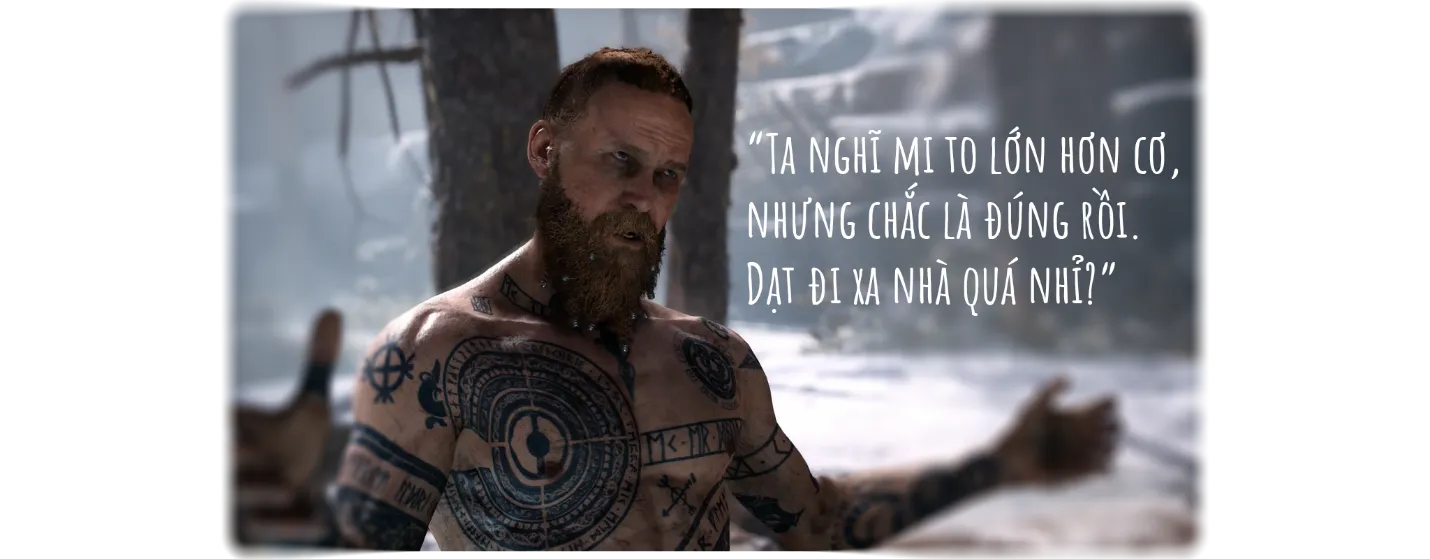 “Ta nghĩ mi to lớn hơn cơ,
nhưng chắc là đúng rồi.
Dạt đi xa nhà quá nhỉ?”